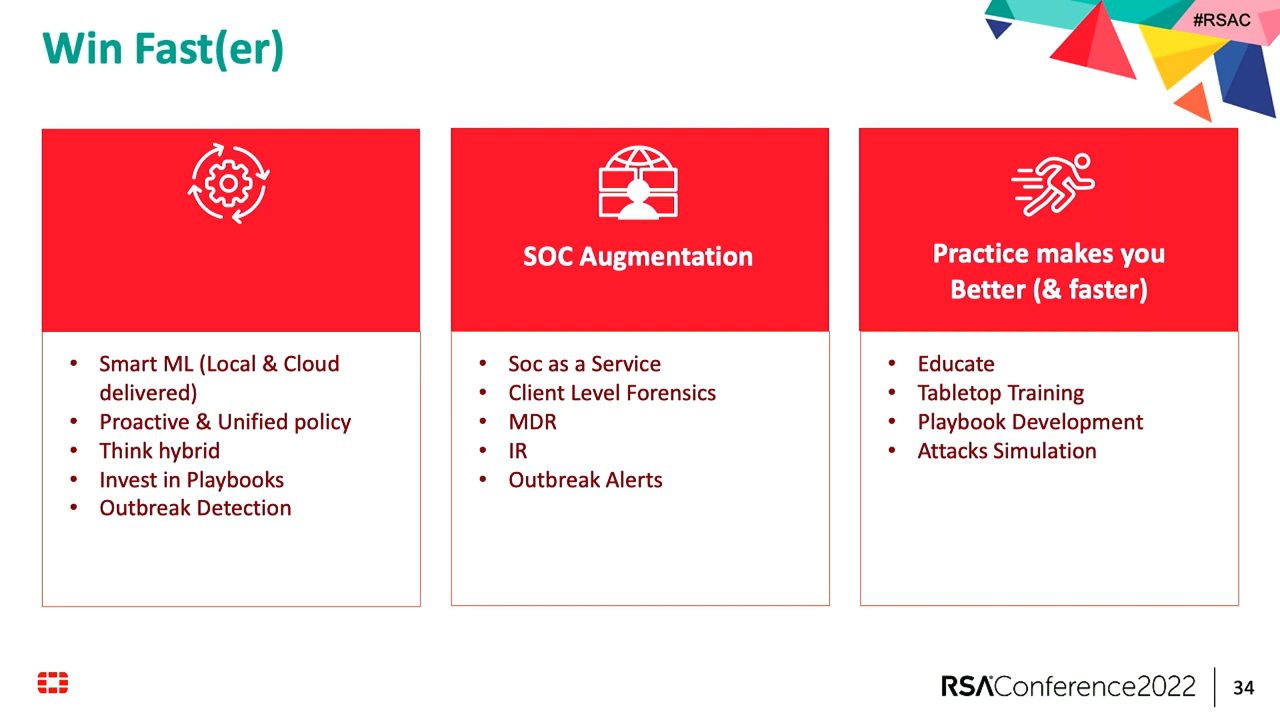 #RSAC
Win Fast(er)
• Smart ML (Local & Cloud
delivered)
• Proactive & Unified policy
• Think hybrid
• Invest in Playbooks
• Outbreak Detection
SOC Augmentation
• Soc as a Service
• Client Level Forensics
• MDR
• IR
• Outbreak Alerts
Practice makes you
Better (& faster)
• Educate
• Tabletop Training
• Playbook Development
• Attacks Simulation
RSAConference2022
34